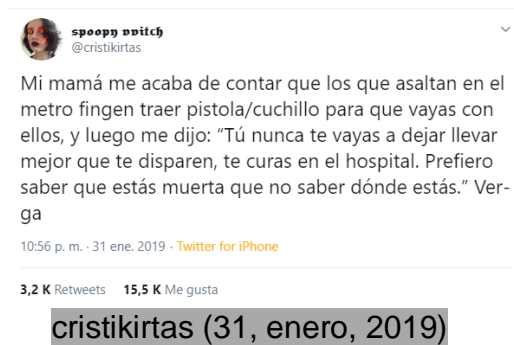 spoopy vvitch
@cristikirtas
Mi mamá me acaba de contar que los que asaltan en el
metro fingen traer pistola/cuchillo para que vayas con
ellos, y luego me dijo: “Tú nunca te vayas a dejar llevar
mejor que te disparen, te curas en el hospital. Prefiero
saber que estás muerta que no saber dónde estás.” Ver-
ga
10:56 p. m. · 31 ene. 2019 · Twitter for iPhone
3,2 K Retweets 15,5 K Me gusta
cristikirtas (31, enero, 2019)